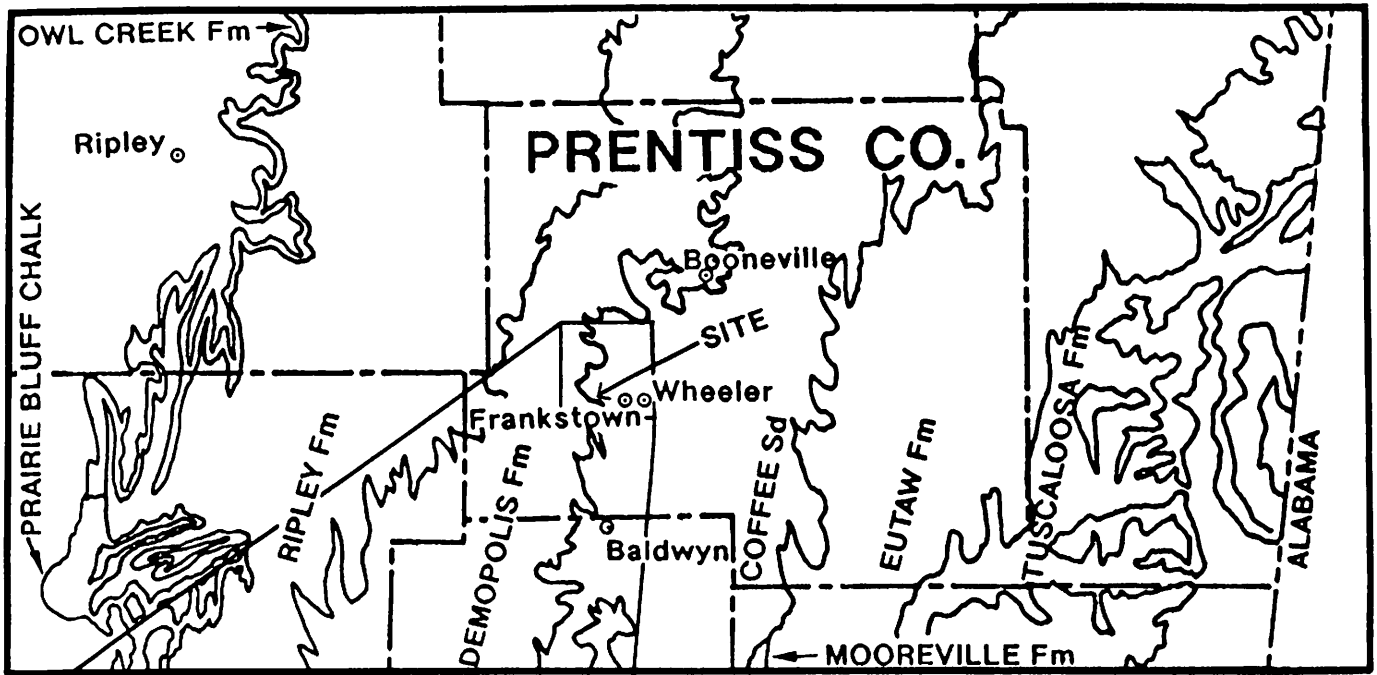 OWL CREEK Fm
Ripley
PRENTISS CO.
PRAIRIE BLUFF CHALK
Booneville
SITE
Wheeler
Frankstown
RIPLEY Fm
DEMOPOLIS Fm
COFFEE Sd
EUTAW Fm
TUSCALOOSA Fm
ALABAMA
Baldwyn
MOOREVILLE Fm